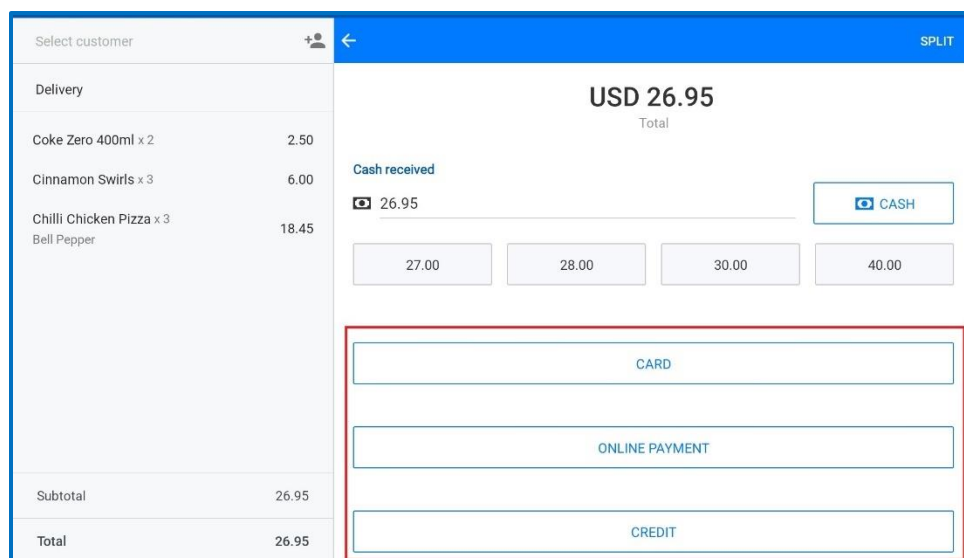 Select customer
Delivery
Coke Zero 400ml x 2 2.50
Cinnamon Swirls x 3 6.00
Chilli Chicken Pizza x 3 18.45
Bell Pepper
Subtotal 26.95
Total 26.95
SPLIT
USD 26.95
Total
Cash received
26.95 CASH
27.00 28.00 30.00 40.00
CARD
ONLINE PAYMENT
CREDIT